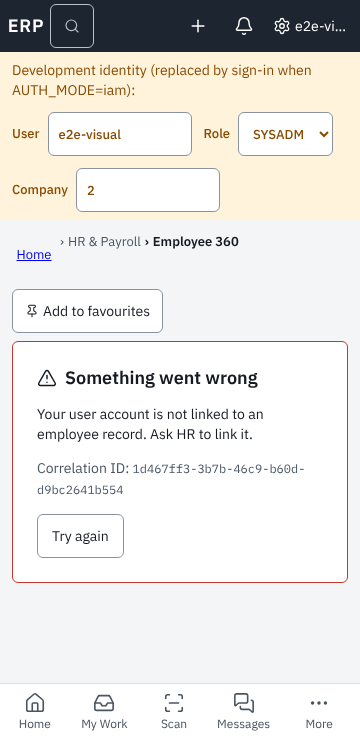 ERP
e2e-vi...
Development identity (replaced by sign-in when
AUTH_MODE=iam):
User e2e-visual Role SYSADM
Company 2
Home › HR & Payroll › Employee 360
Add to favourites
Something went wrong
Your user account is not linked to an
employee record. Ask HR to link it.
Correlation ID: 1d467ff3-3b7b-46c9-b60d-
d9bc2641b554
Try again
Home My Work Scan Messages More